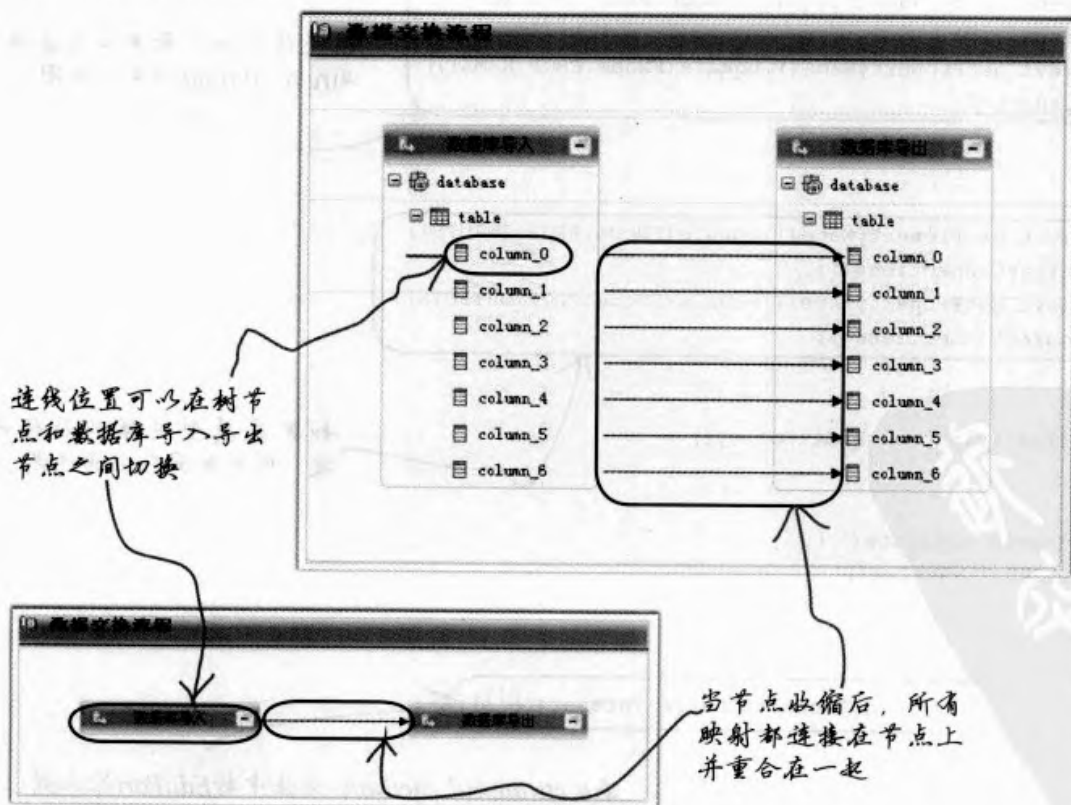 数据交换流程
数据库导入
数据库导出
database
database
table
table
column_0
column_0
column_1
column_1
column_2
column_2
column_3
column_3
column_4
column_4
column_5
column_5
column_6
column_6
连线位置可以在树节
点和数据库导入导出
节点之间切换
数据交换流程
数据库导入
数据库导出
当节点收缩后，所有
映射都连接在节点上
并重合在一起